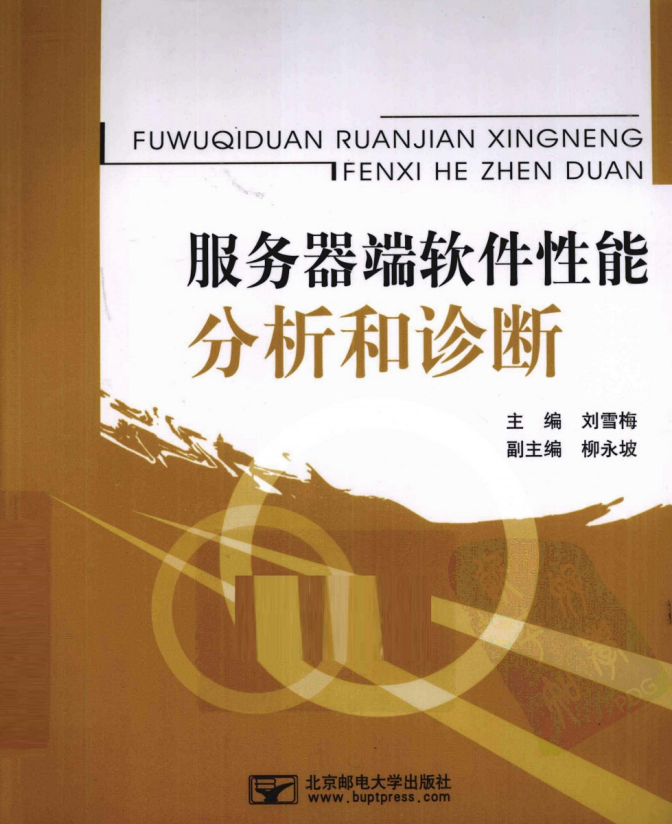 FUWUQIDUAN RUANJIAN XINGNENG
FENXI HE ZHEN DUAN
服务器端软件性能
分析和诊断
主 编 刘雪梅
副主编 柳永坡
北京邮电大学出版社
www.buptpress.com
PDG